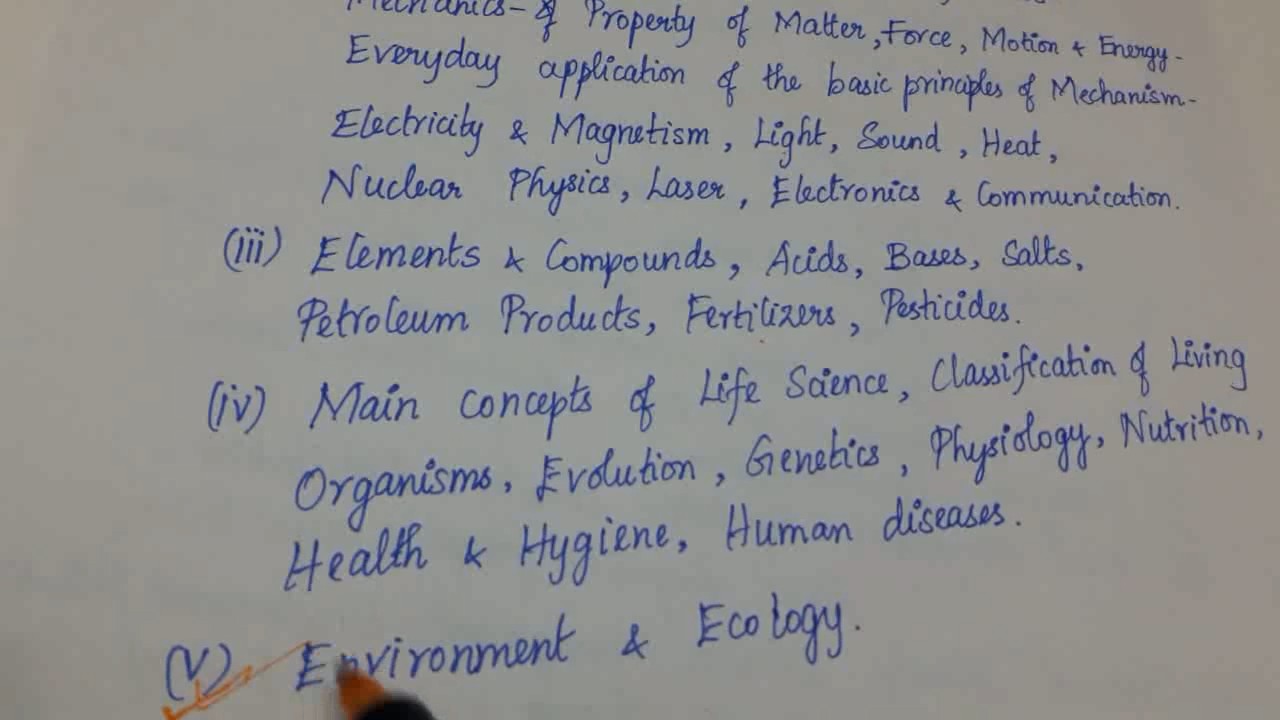 Mechanics - of Property of Matter, Force, Motion & Energy -
Everyday application of the basic principles of Mechanism -
Electricity & Magnetism, Light, Sound, Heat,
Nuclear Physics, Laser, Electronics & Communication.
(iii) Elements & Compounds, Acids, Bases, Salts,
Petroleum Products, Fertilizers, Pesticides.
(iv) Main concepts of Life Science, Classification of Living
Organisms, Evolution, Genetics, Physiology, Nutrition,
Health & Hygiene, Human diseases.
(V) Environment & Ecology.